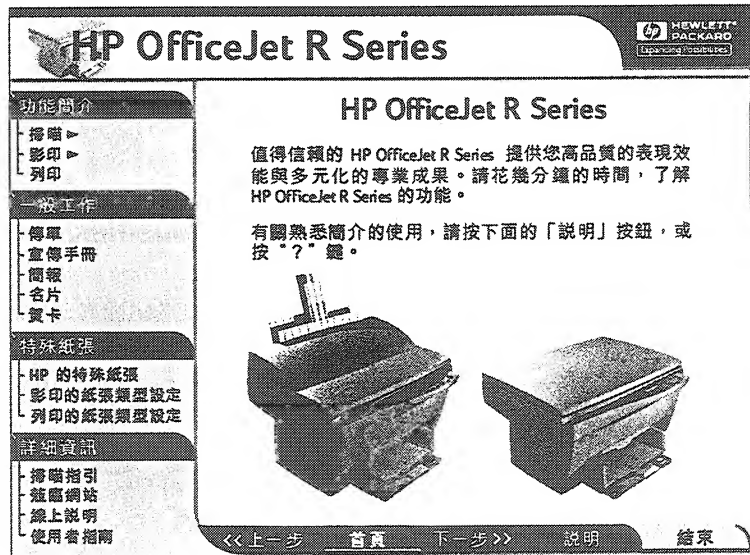 HP OfficeJet R Series
hp HEWLETT
PACKARD
Expanding Possibilities
功能簡介
掃瞄
影印
列印
一般工作
傳單
宣傳手冊
簡報
名片
賀卡
特殊紙張
HP 的特殊紙張
影印的紙張類型設定
列印的紙張類型設定
詳細資訊
掃瞄指引
蒞臨網站
線上說明
使用者指南
HP OfficeJet R Series
值得信賴的 HP OfficeJet R Series 提供您高品質的表現效
能與多元化的專業成果。請花幾分鐘的時間，了解
HP OfficeJet R Series 的功能。
有關熟悉簡介的使用，請按下面的「說明」按鈕，或
按 "？" 鍵。
<<上一步 首頁 下一步>> 說明 結束